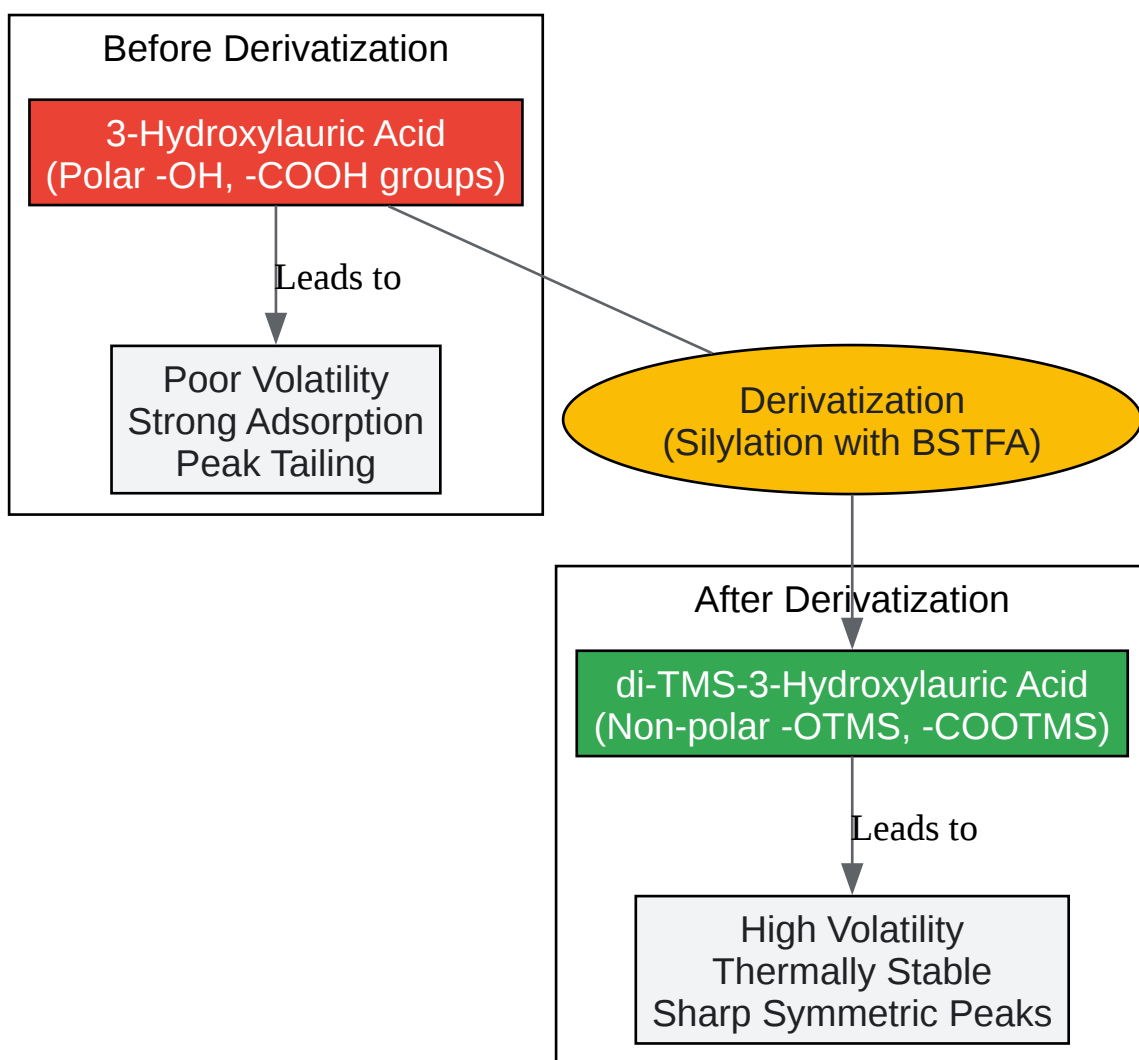 Before Derivatization
3-Hydroxylauric Acid
(Polar -OH, -COOH groups)
Leads to
Poor Volatility
Strong Adsorption
Peak Tailing
Derivatization
(Silylation with BSTFA)
After Derivatization
di-TMS-3-Hydroxylauric Acid
(Non-polar -OTMS, -COOTMS)
Leads to
High Volatility
Thermally Stable
Sharp Symmetric Peaks